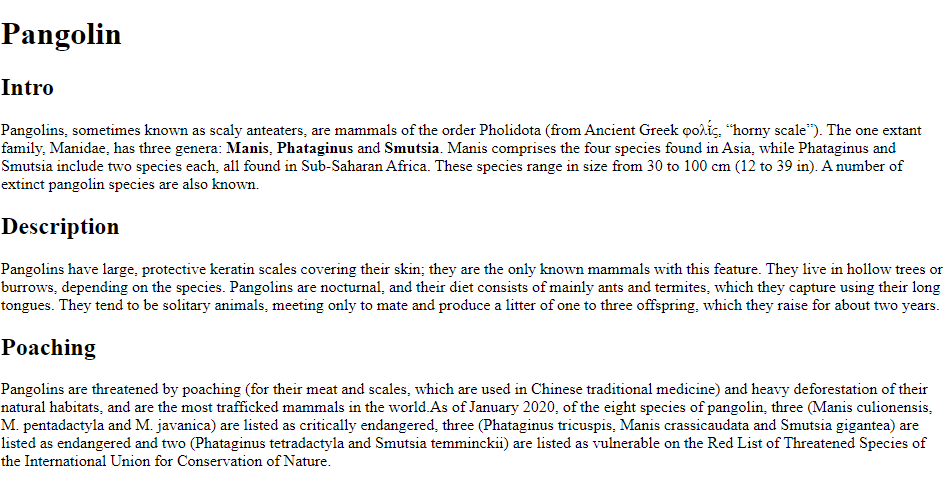 Pangolin
Intro
Pangolins, sometimes known as scaly anteaters, are mammals of the order Pholidota (from Ancient Greek φολίς, “horny scale”). The one extant
family, Manidae, has three genera: Manis, Phataginus and Smutsia. Manis comprises the four species found in Asia, while Phataginus and
Smutsia include two species each, all found in Sub-Saharan Africa. These species range in size from 30 to 100 cm (12 to 39 in). A number of
extinct pangolin species are also known.
Description
Pangolins have large, protective keratin scales covering their skin; they are the only known mammals with this feature. They live in hollow trees or
burrows, depending on the species. Pangolins are nocturnal, and their diet consists of mainly ants and termites, which they capture using their long
tongues. They tend to be solitary animals, meeting only to mate and produce a litter of one to three offspring, which they raise for about two years.
Poaching
Pangolins are threatened by poaching (for their meat and scales, which are used in Chinese traditional medicine) and heavy deforestation of their
natural habitats, and are the most trafficked mammals in the world.As of January 2020, of the eight species of pangolin, three (Manis culionensis,
M. pentadactyla and M. javanica) are listed as critically endangered, three (Phataginus tricuspis, Manis crassicaudata and Smutsia gigantea) are
listed as endangered and two (Phataginus tetradactyla and Smutsia temminckii) are listed as vulnerable on the Red List of Threatened Species of
the International Union for Conservation of Nature.